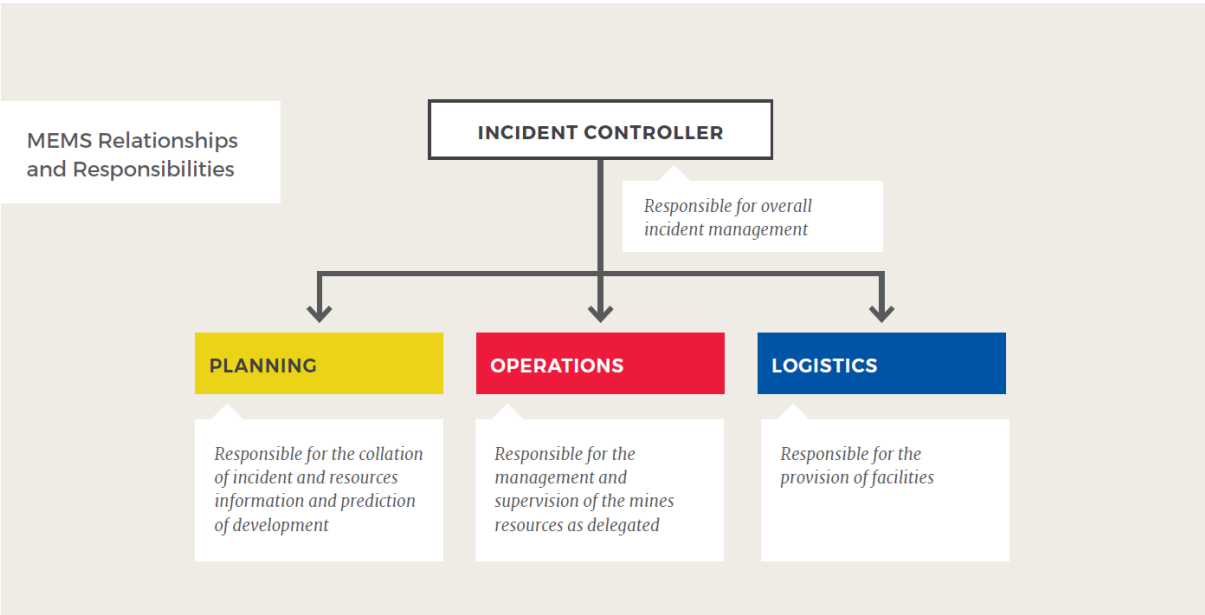 MEMS Relationships
and Responsibilities
INCIDENT CONTROLLER
Responsible for overall
incident management
PLANNING
Responsible for the collation
of incident and resources
information and prediction
of development
OPERATIONS
Responsible for the
management and
supervision of the mines
resources as delegated
LOGISTICS
Responsible for the
provision of facilities